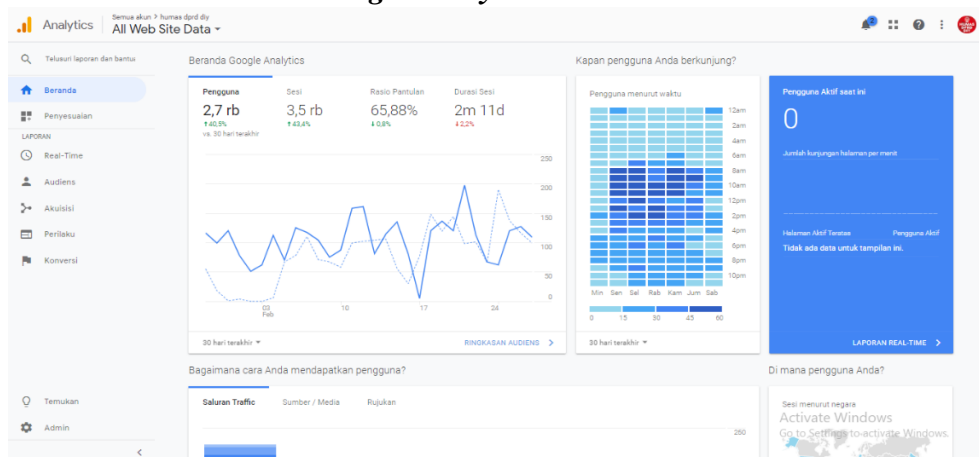 Analytics
Semua akun > humas dprd diy
All Web Site Data
2
Telusuri laporan dan bantuan
Beranda
Penyesuaian
LAPORAN
Real-Time
Audiens
Akuisisi
Perilaku
Konversi
Temukan
Admin
Beranda Google Analytics
Pengguna
2,7 rb
40,5%
vs. 30 hari terakhir
Sesi
3,5 rb
43,4%
Rasio Pantulan
65,88%
0,8%
Durasi Sesi
2m 11d
2,2%
250
200
150
100
50
0
03
Feb
10
17
24
30 hari terakhir
RINGKASAN AUDIENS
Kapan pengguna Anda berkunjung?
Pengguna menurut waktu
12am
2am
4am
6am
8am
10am
12pm
2pm
4pm
6pm
8pm
10pm
Min Sen Sel Rab Kam Jum Sab
0 15 30 45 60
30 hari terakhir
Pengguna Aktif saat ini
0
Jumlah kunjungan halaman per menit
Halaman Aktif Teratas Pengguna Aktif
Tidak ada data untuk tampilan ini.
LAPORAN REAL-TIME
Bagaimana cara Anda mendapatkan pengguna?
Saluran Traffic Sumber / Media Rujukan
250
Di mana pengguna Anda?
Sesi menurut negara
Activate Windows
Go to Settings to activate Windows.